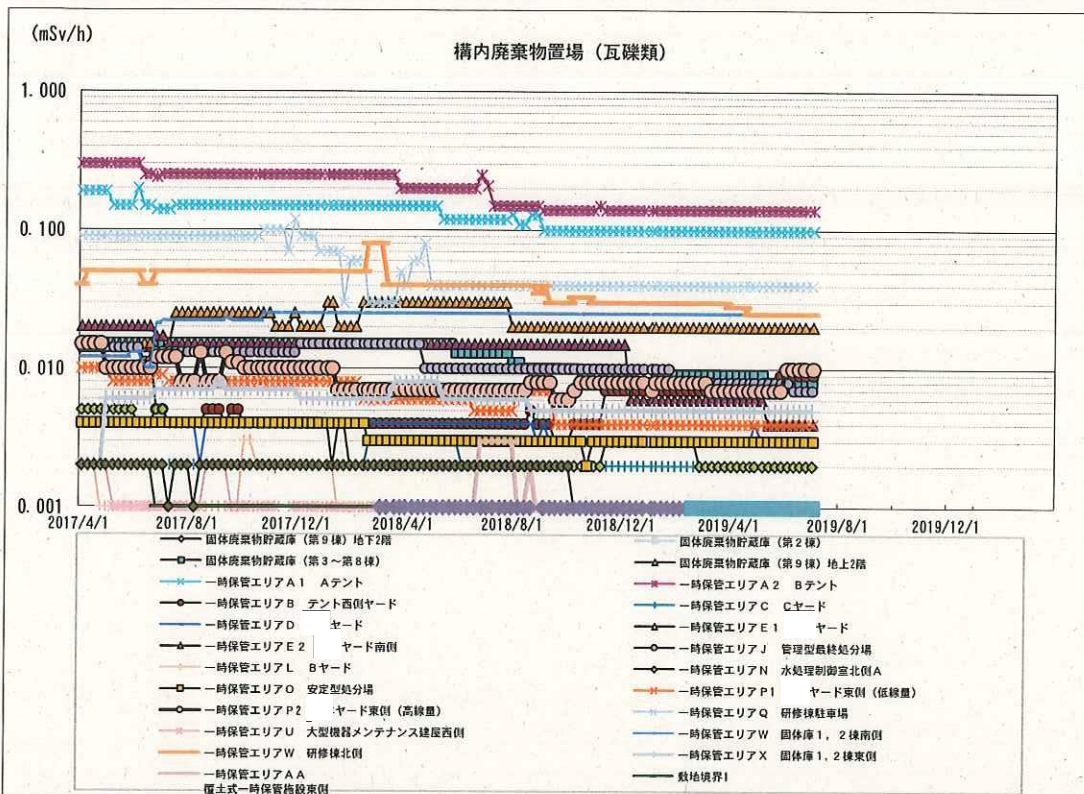 (mSv/h)
構内廃棄物置場 (瓦礫類)
1.000
0.100
0.010
0.001
2017/4/1 2017/8/1 2017/12/1 2018/4/1 2018/8/1 2018/12/1 2019/4/1 2019/8/1 2019/12/1
固体廃棄物貯蔵庫 (第9棟) 地下2階 固体廃棄物貯蔵庫 (第2棟)
固体廃棄物貯蔵庫 (第3~第8棟) 固体廃棄物貯蔵庫 (第9棟) 地上2階
一時保管エリアA1 Aテント 一時保管エリアA2 Bテント
一時保管エリアB テント西側ヤード 一時保管エリアC Cヤード
一時保管エリアD ヤード 一時保管エリアE1 ヤード
一時保管エリアE2 ヤード南側 一時保管エリアJ 管理型最終処分場
一時保管エリアL Bヤード 一時保管エリアN 水処理制御室北側A
一時保管エリアO 安定型処分場 一時保管エリアP1 ヤード東側 (低線量)
一時保管エリアP2 ヤード東側 (高線量) 一時保管エリアQ 研修棟駐車場
一時保管エリアU 大型機器メンテナンス建屋西側 一時保管エリアW 固体庫1,2棟南側
一時保管エリアW 研修棟北側 一時保管エリアX 固体庫1,2棟東側
一時保管エリアAA 敷地境界1
覆土式一時保管施設東側